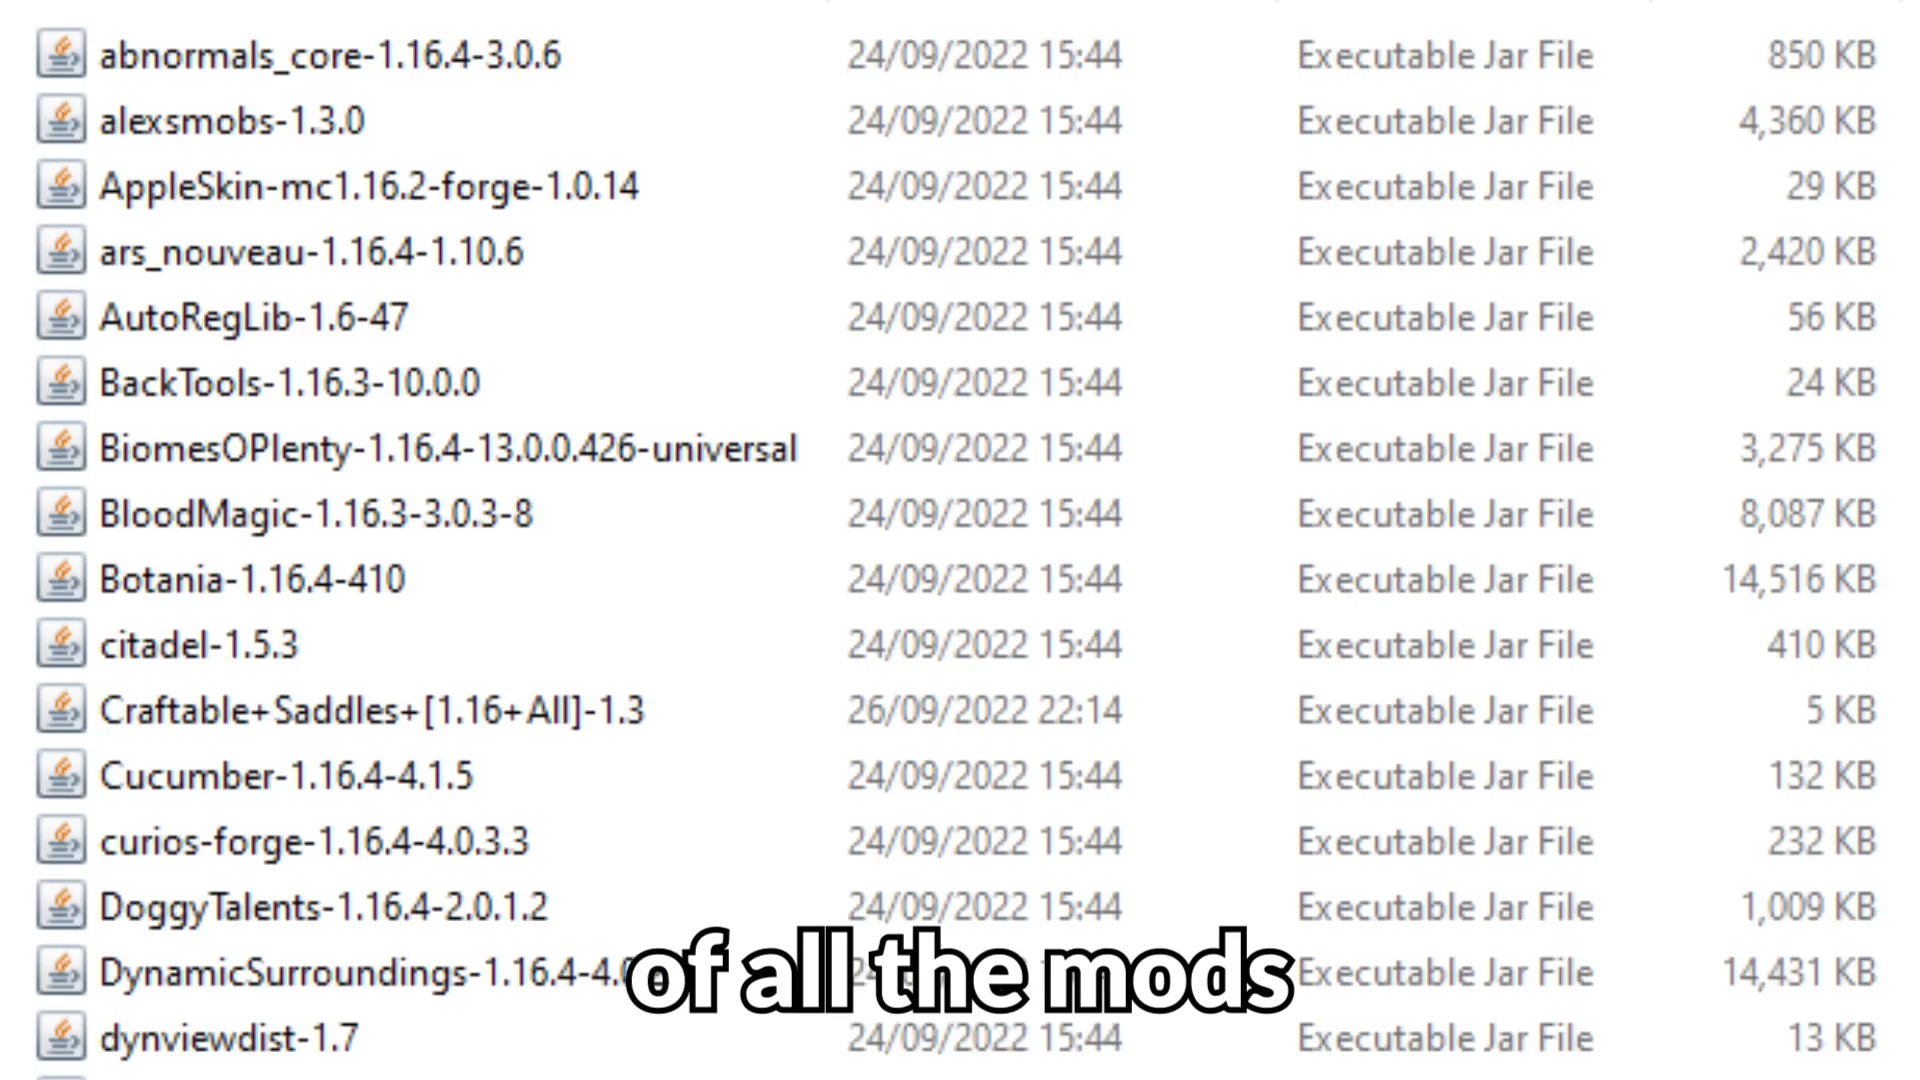 abnormals_core-1.16.4-3.0.6 24/09/2022 15:44 Executable Jar File 850 KB
alexsmobs-1.3.0 24/09/2022 15:44 Executable Jar File 4,360 KB
AppleSkin-mc1.16.2-forge-1.0.14 24/09/2022 15:44 Executable Jar File 29 KB
ars_nouveau-1.16.4-1.10.6 24/09/2022 15:44 Executable Jar File 2,420 KB
AutoRegLib-1.6-47 24/09/2022 15:44 Executable Jar File 56 KB
BackTools-1.16.3-10.0.0 24/09/2022 15:44 Executable Jar File 24 KB
BiomesOPlenty-1.16.4-13.0.0.426-universal 24/09/2022 15:44 Executable Jar File 3,275 KB
BloodMagic-1.16.3-3.0.3-8 24/09/2022 15:44 Executable Jar File 8,087 KB
Botania-1.16.4-410 24/09/2022 15:44 Executable Jar File 14,516 KB
citadel-1.5.3 24/09/2022 15:44 Executable Jar File 410 KB
Craftable+Saddles+[1.16+All]-1.3 26/09/2022 22:14 Executable Jar File 5 KB
Cucumber-1.16.4-4.1.5 24/09/2022 15:44 Executable Jar File 132 KB
curios-forge-1.16.4-4.0.3.3 24/09/2022 15:44 Executable Jar File 232 KB
DoggyTalents-1.16.4-2.0.1.2 24/09/2022 15:44 Executable Jar File 1,009 KB
DynamicSurroundings-1.16.4-4. Executable Jar File 14,431 KB
of all the mods
dynviewdist-1.7 24/09/2022 15:44 Executable Jar File 13 KB